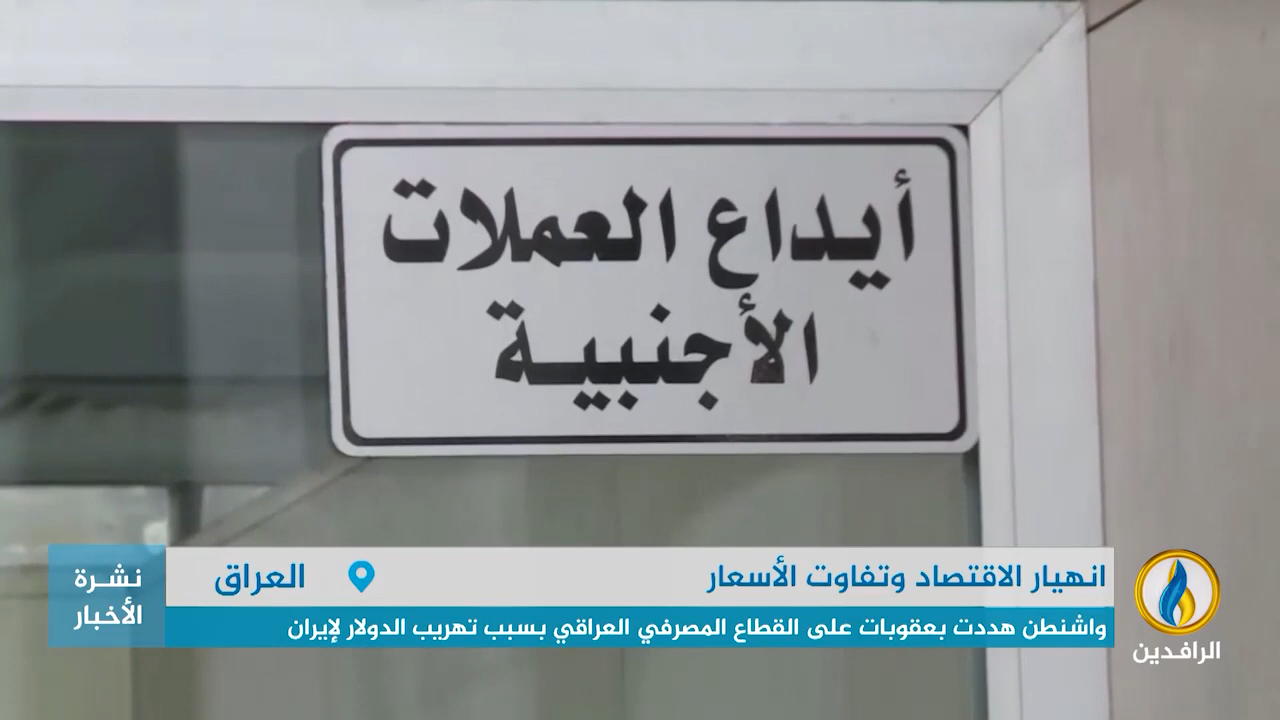 أيداع العملات
الأجنبية
انهيار الاقتصاد وتفاوت الأسعار
العراق
واشنطن هددت بعقوبات على القطاع المصرفي العراقي بسبب تهريب الدولار لإيران
نشرة
الأخبار
الرافدين